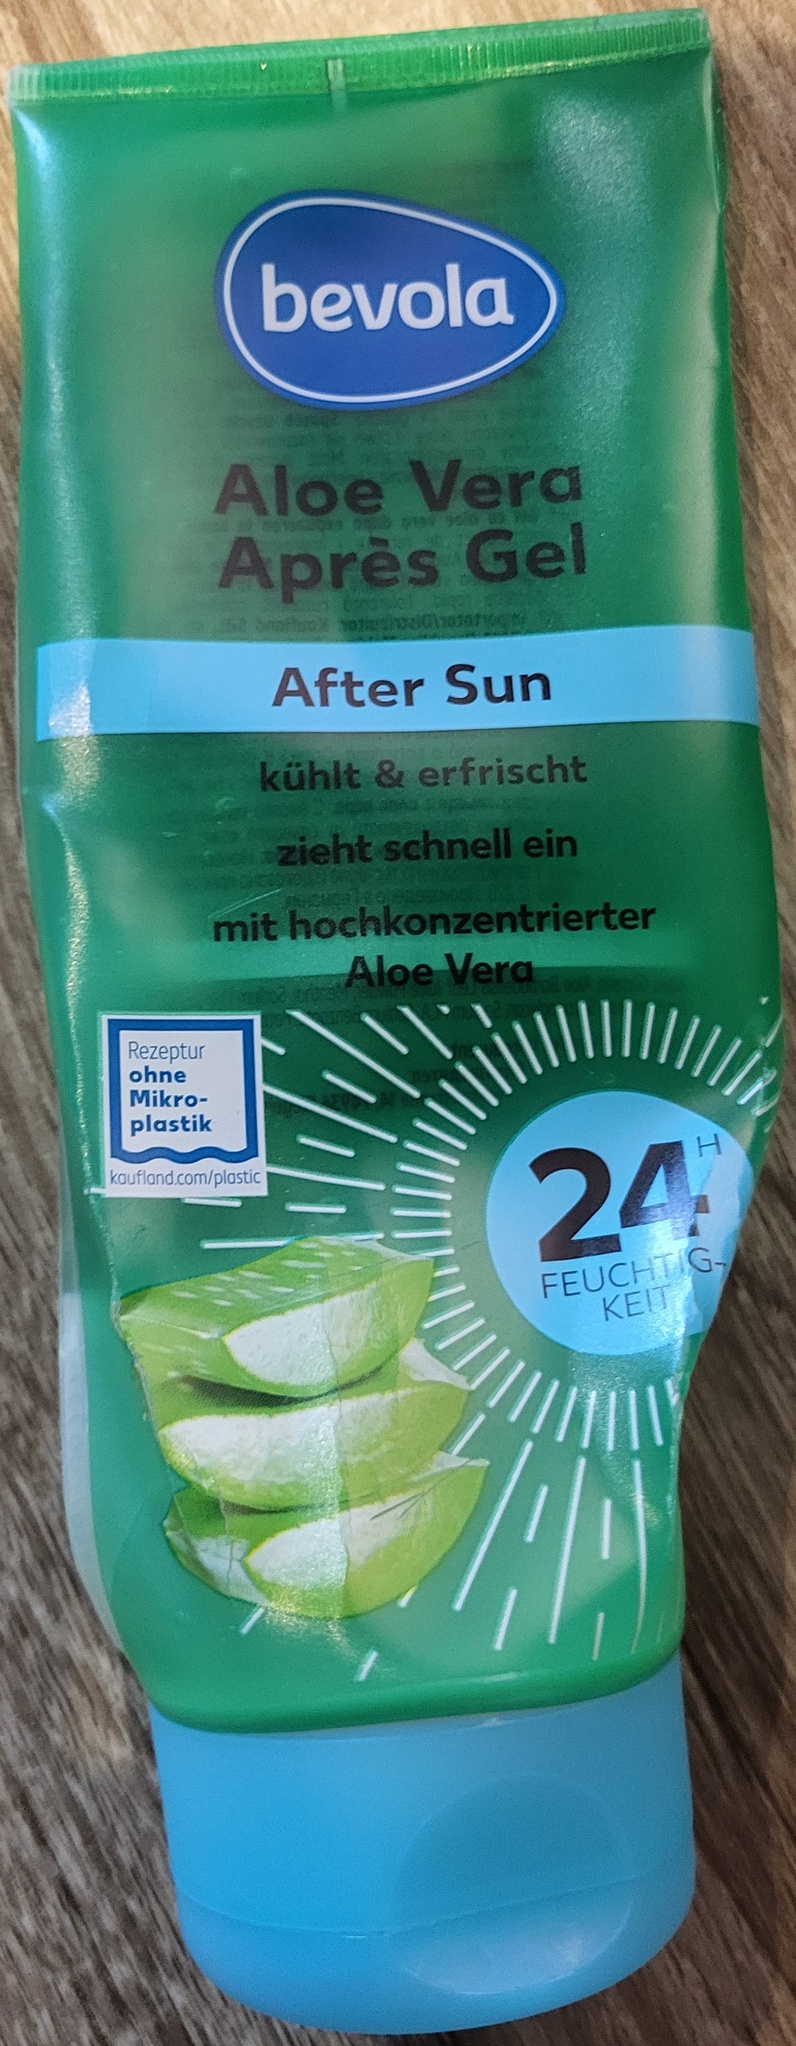 bevola
Aloe Vera
Après Gel
After Sun
kühlt & erfrischt
zieht schnell ein
mit hochkonzentrierter
Aloe Vera
Rezeptur
ohne
Mikro-
plastik
kaufland.com/plastic
24H
FEUCHTIG-
KEIT